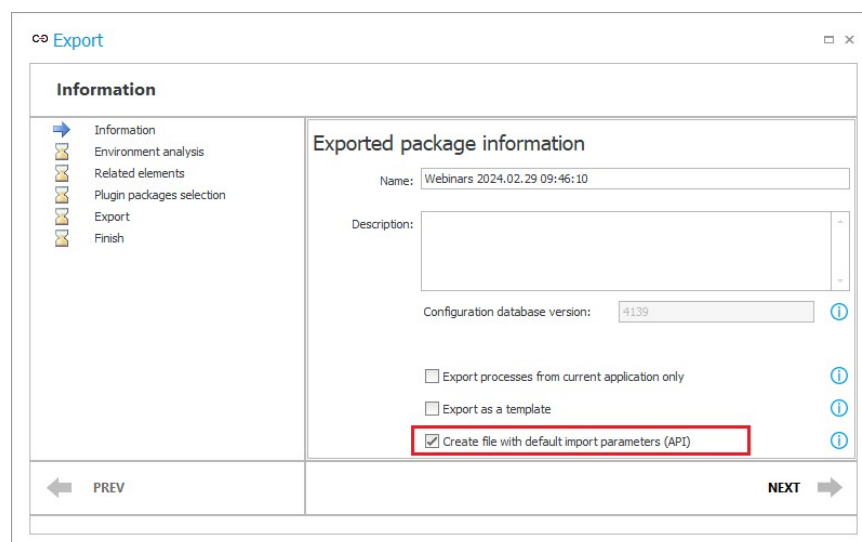 Export
Information
Information
Environment analysis
Related elements
Plugin packages selection
Export
Finish
Exported package information
Name: Webinars 2024.02.29 09:46:10
Description:
Configuration database version: 4139
Export processes from current application only
Export as a template
Create file with default import parameters (API)
PREV
NEXT